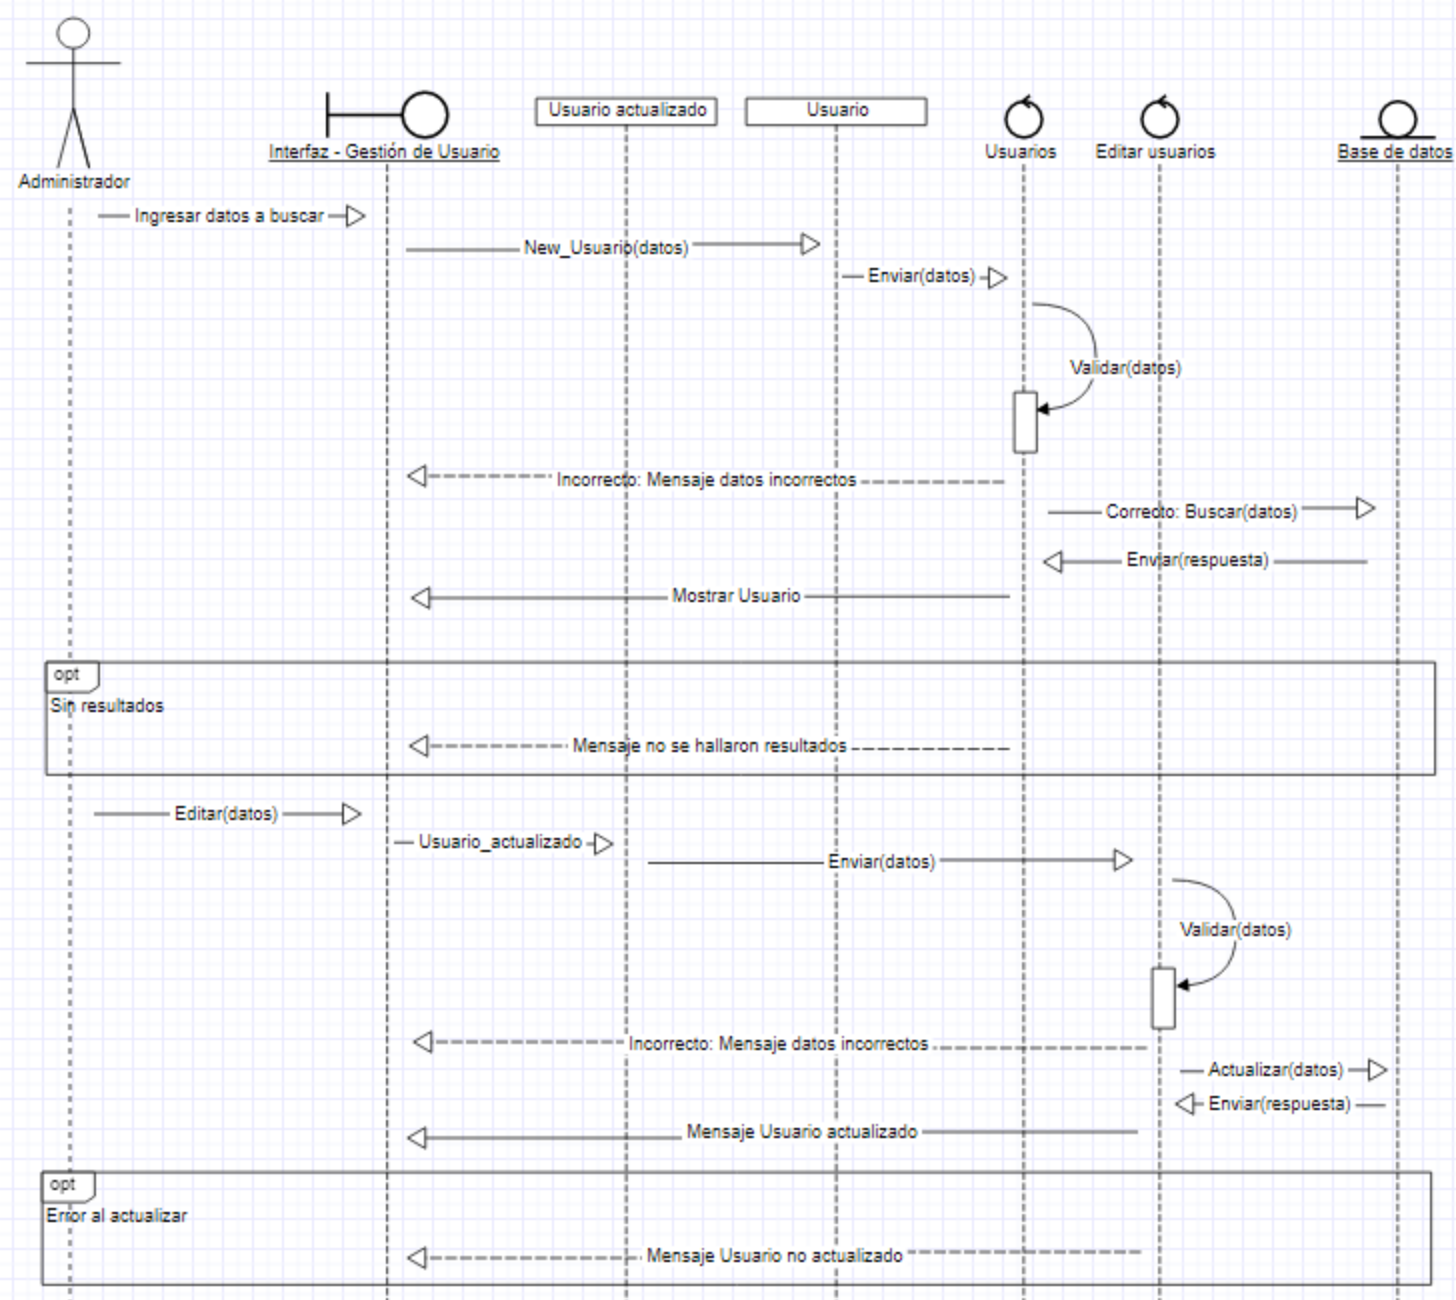 Administrador
Interfaz - Gestión de Usuario
Usuario actualizado
Usuario
Usuarios
Editar usuarios
Base de datos
Ingresar datos a buscar
New_Usuario(datos)
Enviar(datos)
Validar(datos)
Incorrecto: Mensaje datos incorrectos
Correcto: Buscar(datos)
Enviar(respuesta)
Mostrar Usuario
opt
Sin resultados
Mensaje no se hallaron resultados
Editar(datos)
Usuario_actualizado
Enviar(datos)
Validar(datos)
Incorrecto: Mensaje datos incorrectos
Actualizar(datos)
Enviar(respuesta)
Mensaje Usuario actualizado
opt
Error al actualizar
Mensaje Usuario no actualizado